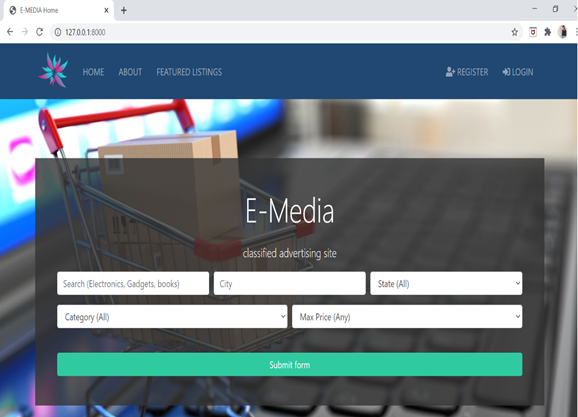 E-MEDIA Home
127.0.0.1:8000
HOME ABOUT FEATURED LISTINGS REGISTER LOGIN
E-Media
classified advertising site
Search (Electronics, Gadgets, books) City State (All)
Category (All) Max Price (Any)
Submit form